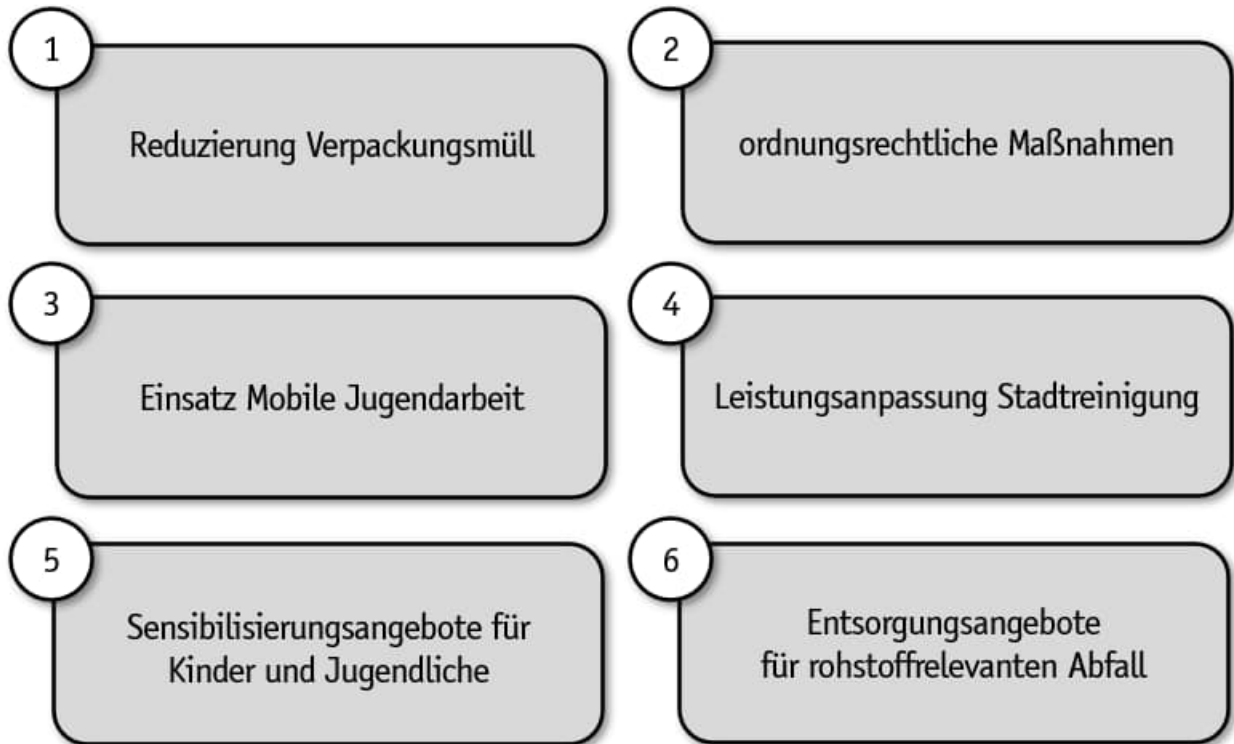 1
Reduzierung Verpackungsmüll
2
ordnungsrechtliche Maßnahmen
3
Einsatz Mobile Jugendarbeit
4
Leistungsanpassung Stadtreinigung
5
Sensibilisierungsangebote für
Kinder und Jugendliche
6
Entsorgungsangebote
für rohstoffrelevanten Abfall